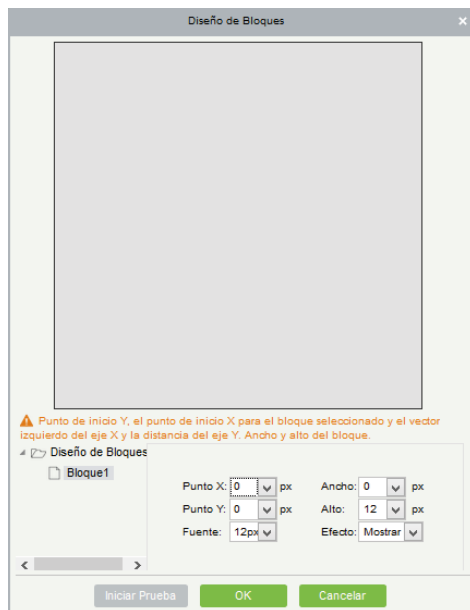 Diseño de Bloques
Punto de inicio Y, el punto de inicio X para el bloque seleccionado y el vector
izquierdo del eje X y la distancia del eje Y. Ancho y alto del bloque.
Diseño de Bloques
Bloque1
Punto X: 0 px Ancho: 0 px
Punto Y: 0 px Alto: 12 px
Fuente: 12px Efecto: Mostrar
Iniciar Prueba OK Cancelar